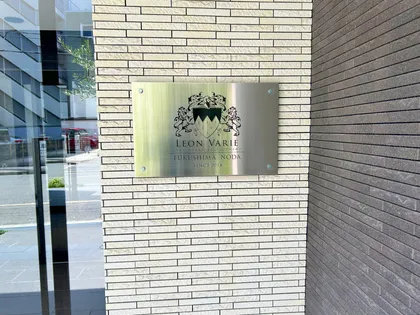 LEON VARIE
FUKUSHIMA NODA